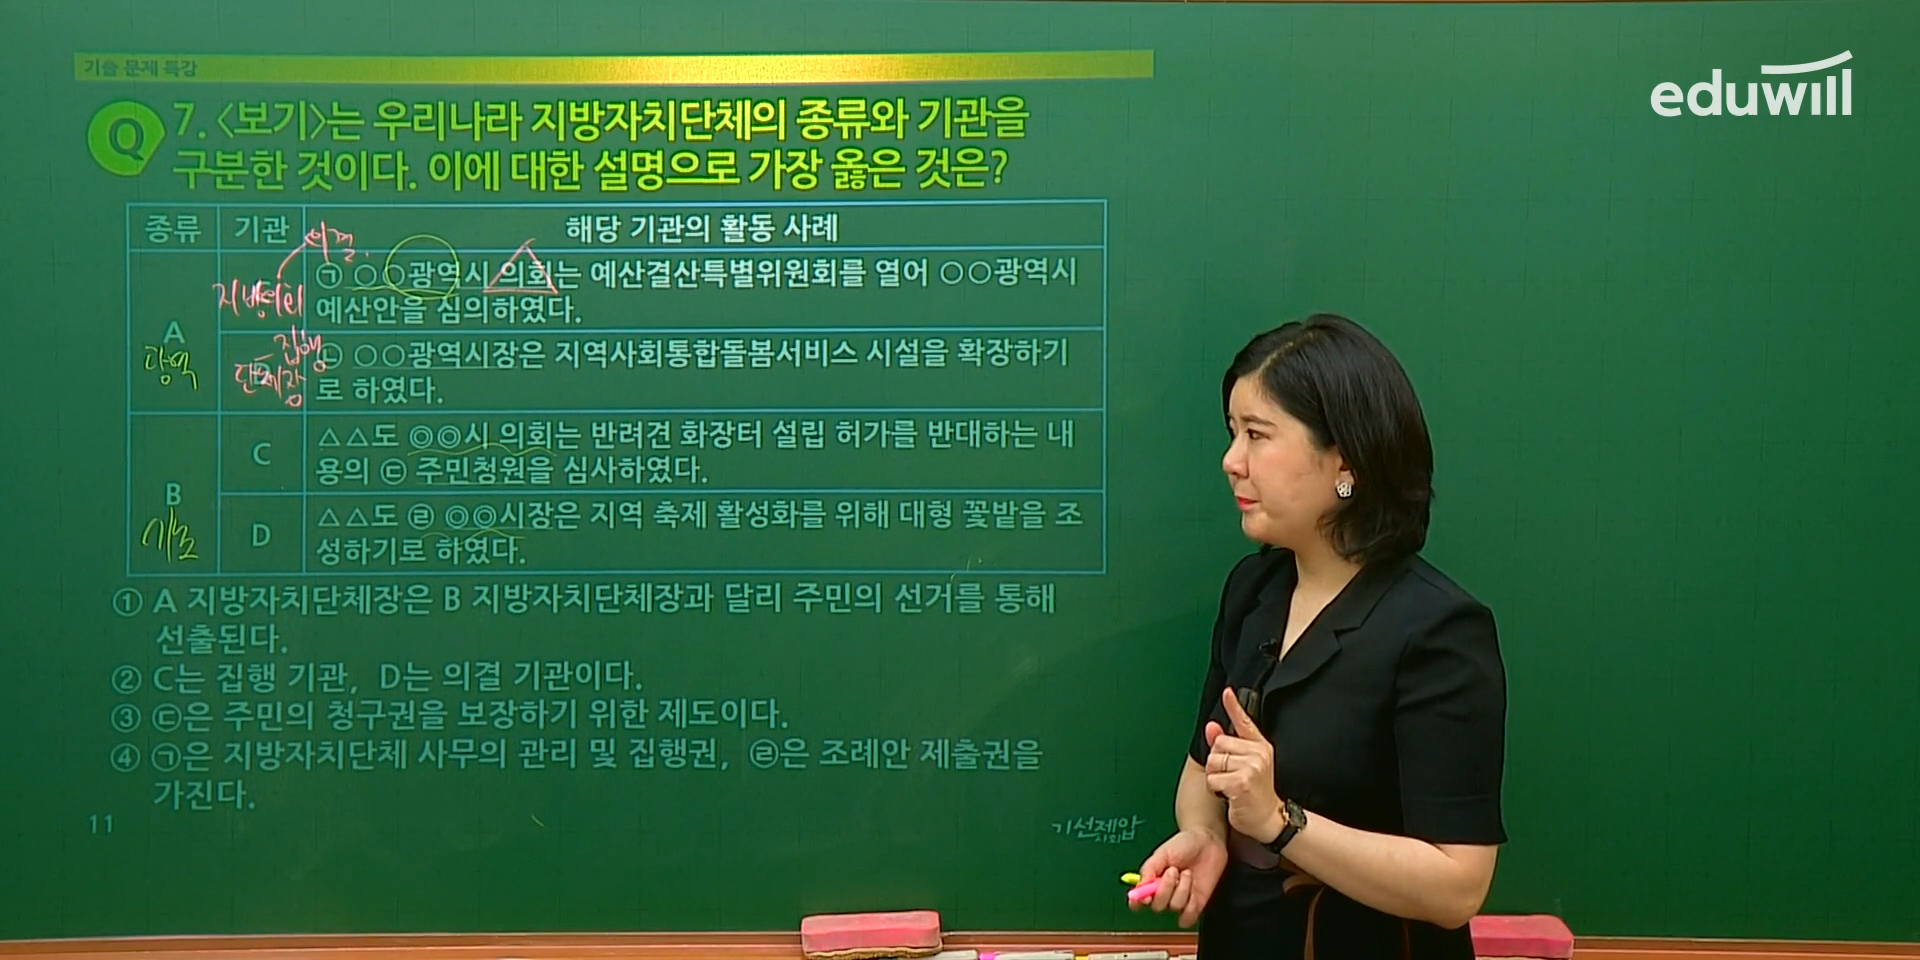 기출 문제 특강
eduwill
Q 7. <보기>는 우리나라 지방자치단체의 종류와 기관을
구분한 것이다. 이에 대한 설명으로 가장 옳은 것은?
종류 기관 해당 기관의 활동 사례
의결
㉠ ○○광역시 의회는 예산결산특별위원회를 열어 ○○광역시
지방의회
예산안을 심의하였다.
A
광역
집행
㉡ ○○광역시장은 지역사회통합돌봄서비스 시설을 확장하기
단체장
로 하였다.
C △△도 ◎◎시 의회는 반려견 화장터 설립 허가를 반대하는 내
용의 ㉢ 주민청원을 심사하였다.
B
기초
D △△도 ㉣ ◎◎시장은 지역 축제 활성화를 위해 대형 꽃밭을 조
성하기로 하였다.
① A 지방자치단체장은 B 지방자치단체장과 달리 주민의 선거를 통해
선출된다.
② C는 집행 기관, D는 의결 기관이다.
③ ㉢은 주민의 청구권을 보장하기 위한 제도이다.
④ ㉠은 지방자치단체 사무의 관리 및 집행권, ㉣은 조례안 제출권을
가진다.
11
기선제압
사회